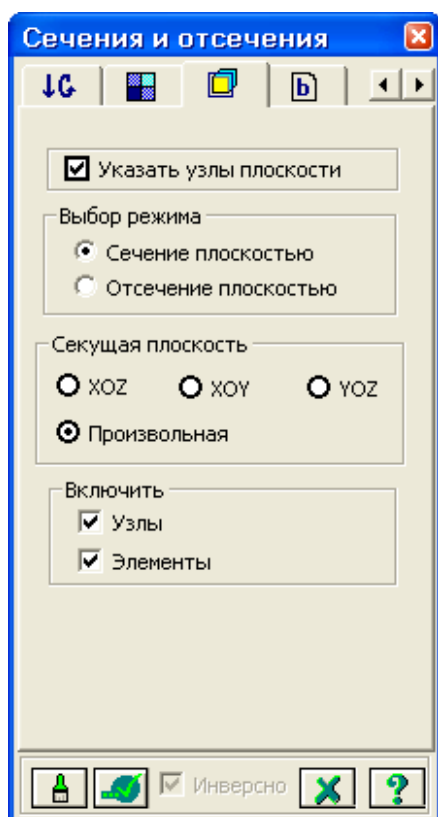 Сечения и отсечения
b
Указать узлы плоскости
Выбор режима
Сечение плоскостью
Отсечение плоскостью
Секущая плоскость
XOZ XOY YOZ
Произвольная
Включить
Узлы
Элементы
Инверсно
?